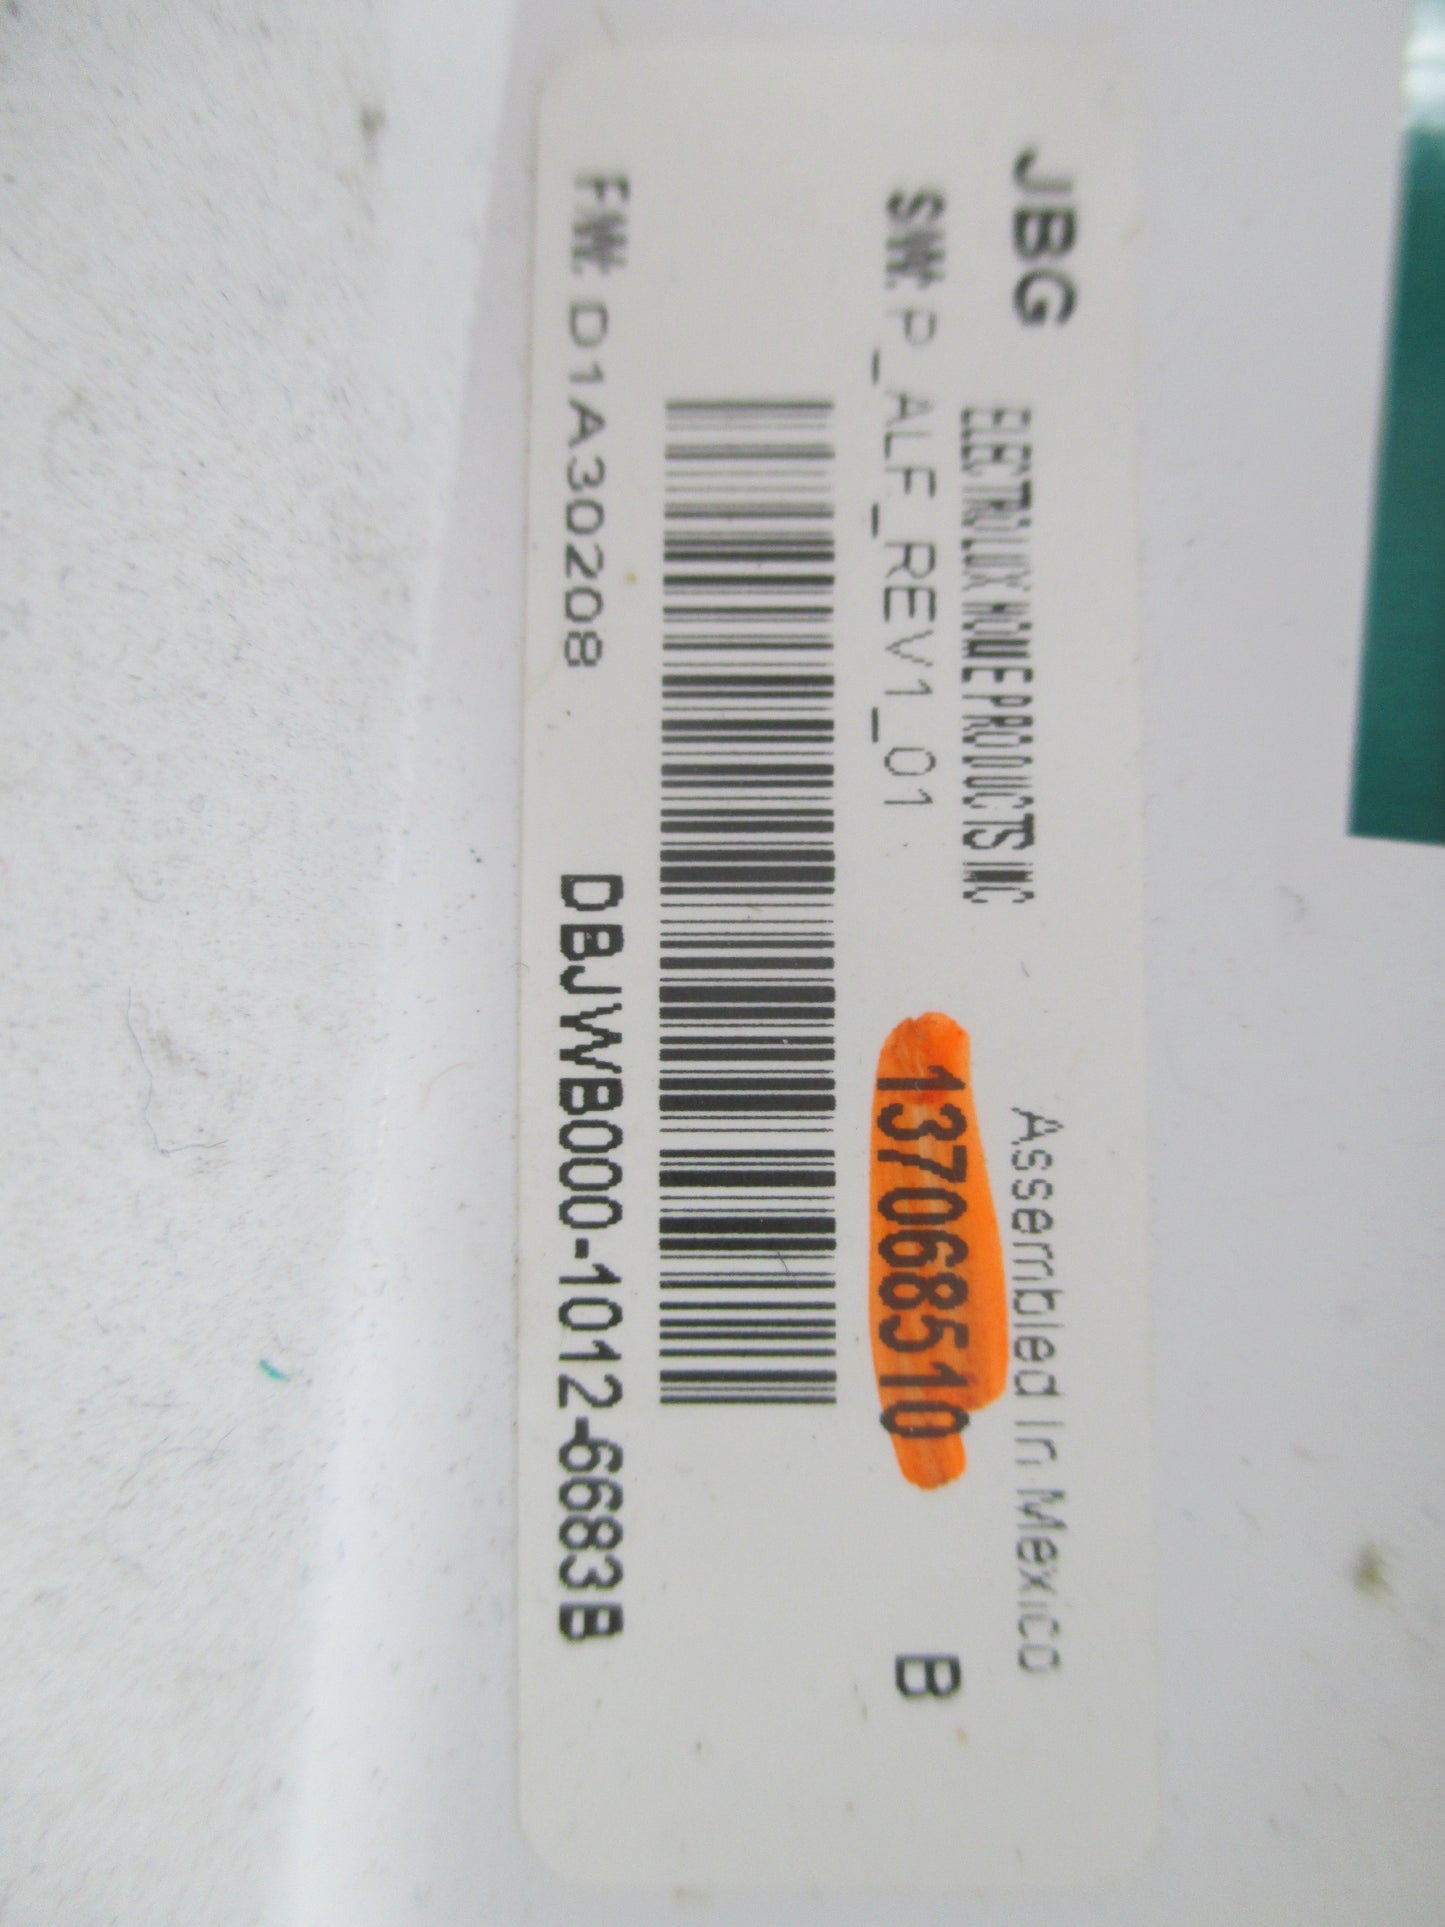 JBG
ELECTROLUX HOME PRODUCTS INC
Assembled In Mexico
SW: P_ALF_REV1_01
137068510
B
FW: D1A30208
DBJWB000-1012-6683B